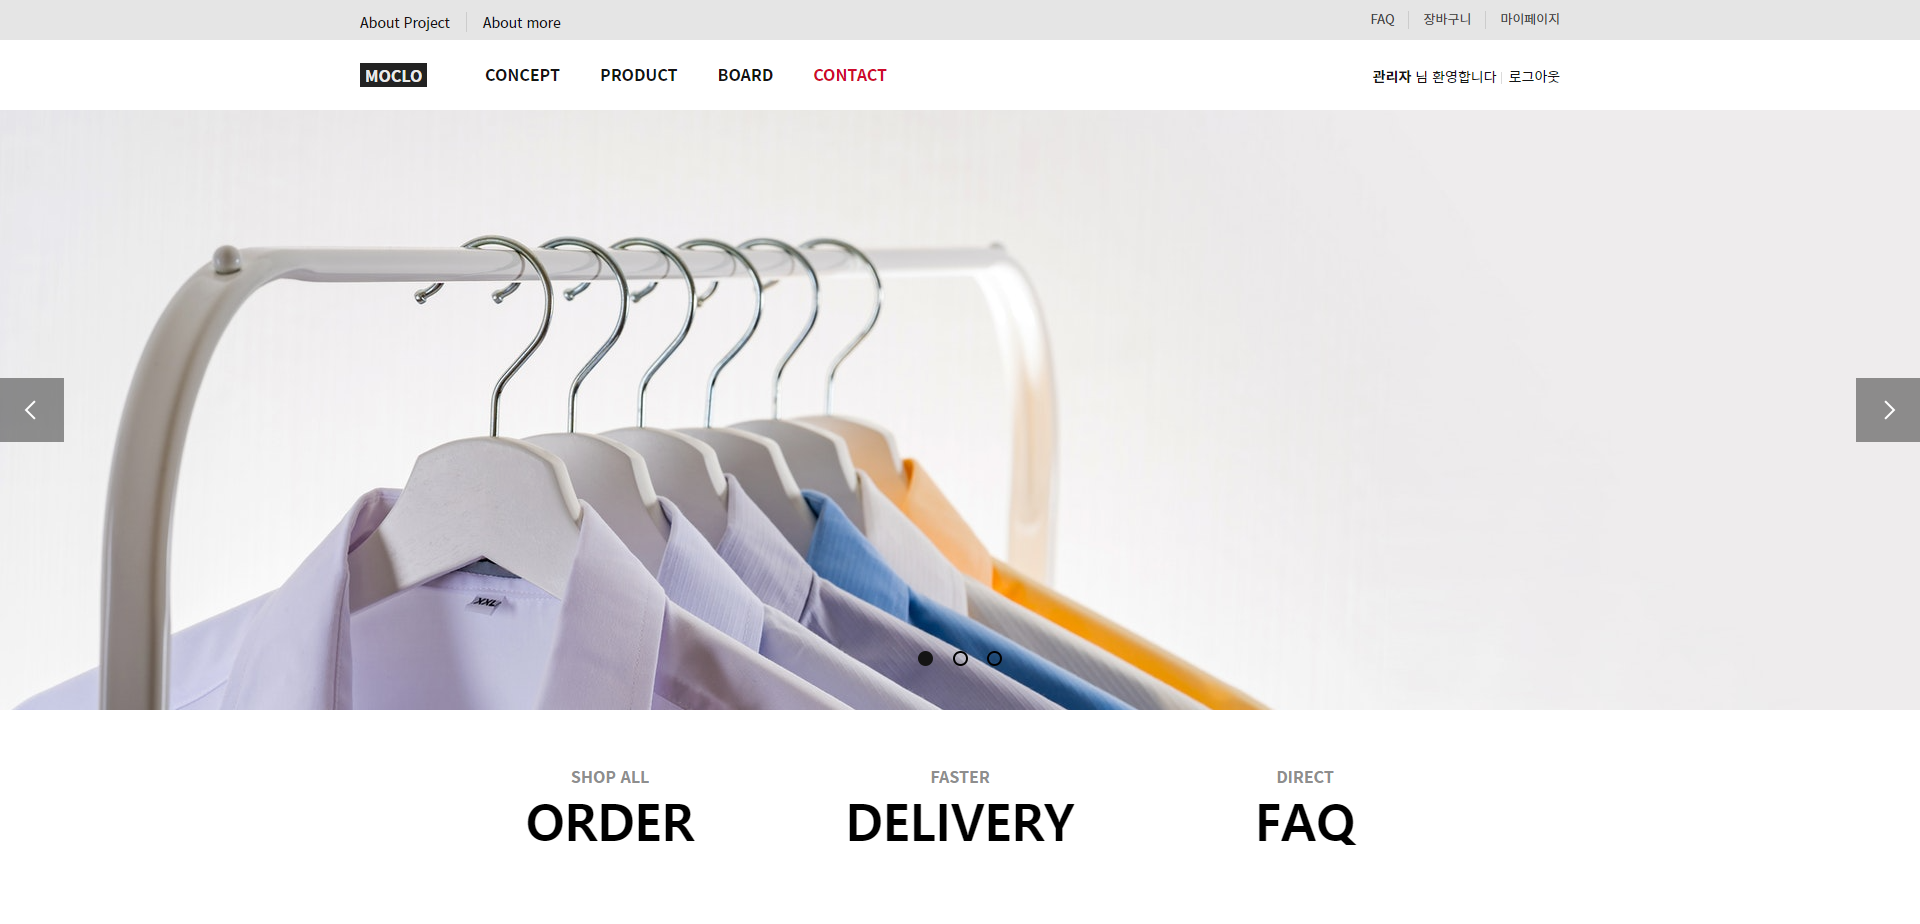 About Project
About more
FAQ
장바구니
마이페이지
MOCLO
CONCEPT
PRODUCT
BOARD
CONTACT
관리자 님 환영합니다
로그아웃
XXL
SHOP ALL
ORDER
FASTER
DELIVERY
DIRECT
FAQ